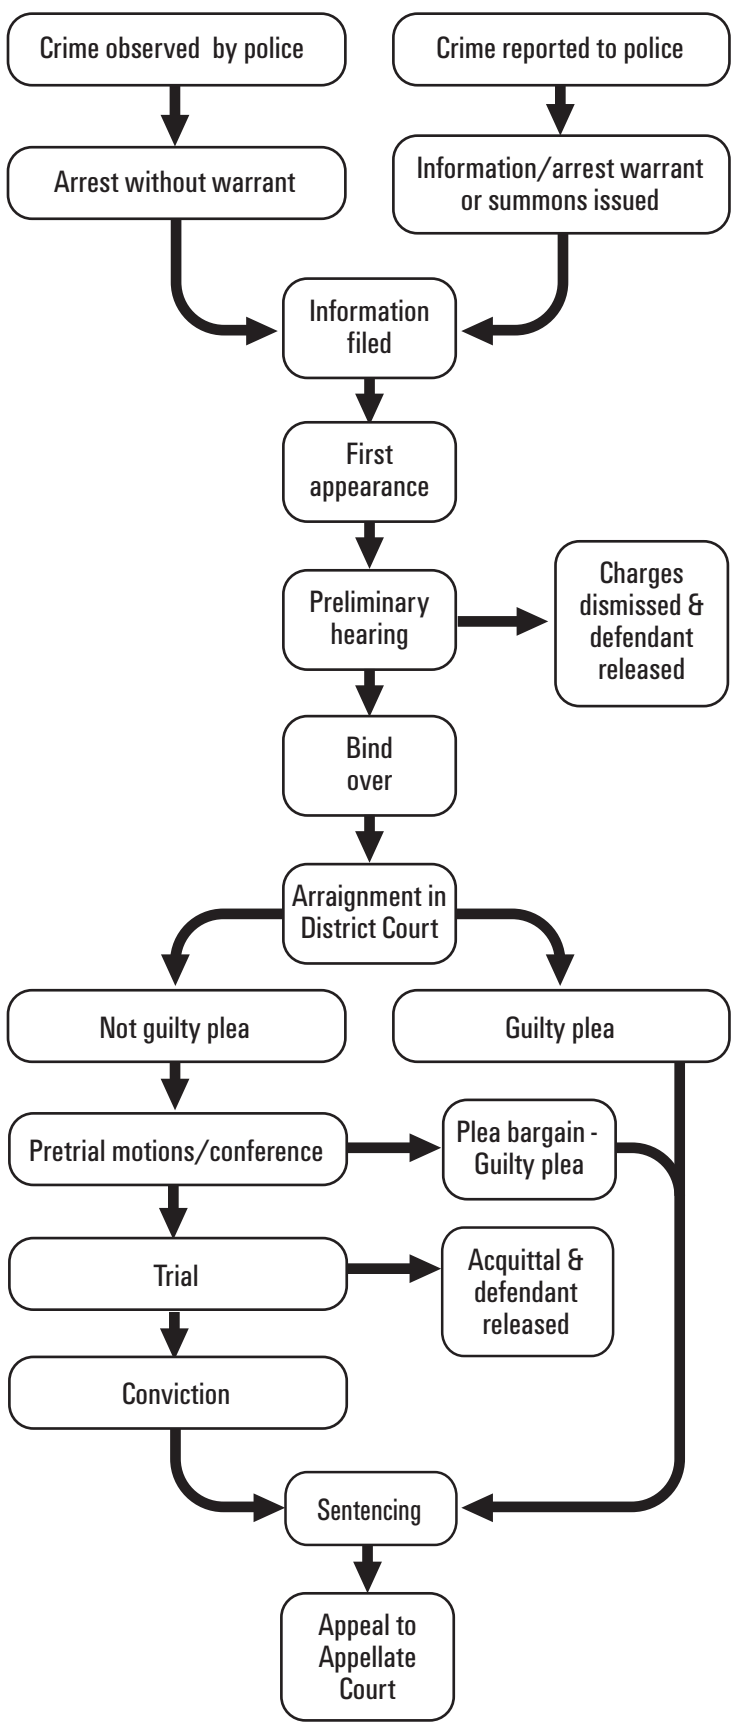 Crime observed by police
Crime reported to police
Arrest without warrant
Information/arrest warrant
or summons issued
Information
filed
First
appearance
Preliminary
hearing
Charges
dismissed &
defendant
released
Bind
over
Arraignment in
District Court
Not guilty plea
Guilty plea
Pretrial motions/conference
Plea bargain -
Guilty plea
Trial
Acquittal &
defendant
released
Conviction
Sentencing
Appeal to
Appellate
Court